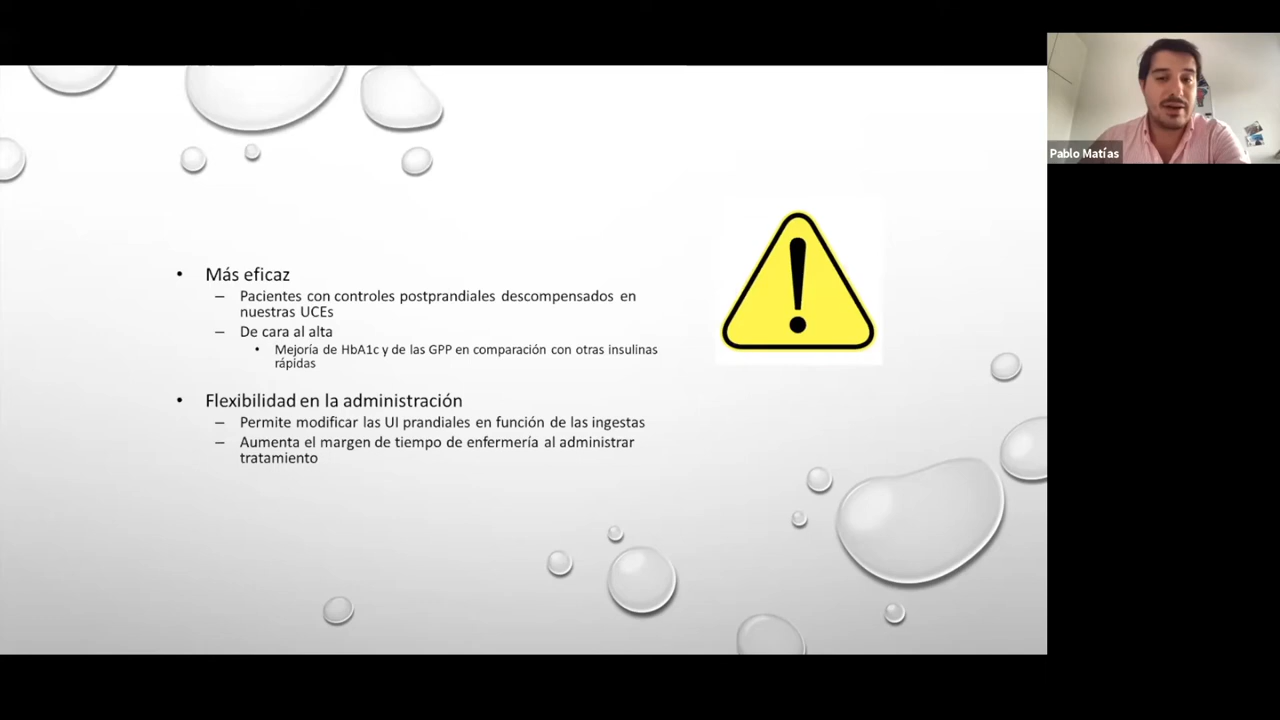 • Más eficaz
– Pacientes con controles postprandiales descompensados en
nuestras UCEs
– De cara al alta
• Mejoría de HbA1c y de las GPP en comparación con otras insulinas
rápidas
• Flexibilidad en la administración
– Permite modificar las UI prandiales en función de las ingestas
– Aumenta el margen de tiempo de enfermería al administrar
tratamiento
Pablo Matías